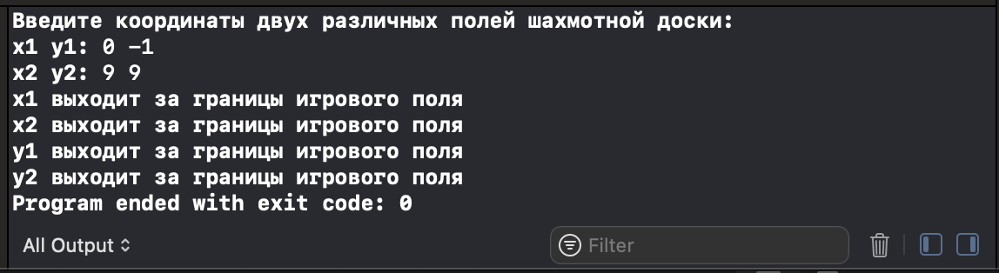 Введите координаты двух различных полей шахмотной доски:
x1 y1: 0 -1
x2 y2: 9 9
x1 выходит за границы игрового поля
x2 выходит за границы игрового поля
y1 выходит за границы игрового поля
y2 выходит за границы игрового поля
Program ended with exit code: 0
All Output Filter